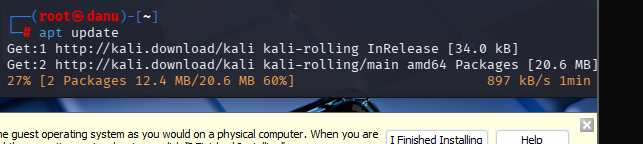 ┌──(root㉿danu)-[~]
└─# apt update
Get:1 http://kali.download/kali kali-rolling InRelease [34.0 kB]
Get:2 http://kali.download/kali kali-rolling/main amd64 Packages [20.6 MB]
27% [2 Packages 12.4 MB/20.6 MB 60%] 897 kB/s 1min
ne guest operating system as you would on a physical computer. When you are
I Finished Installing
Help